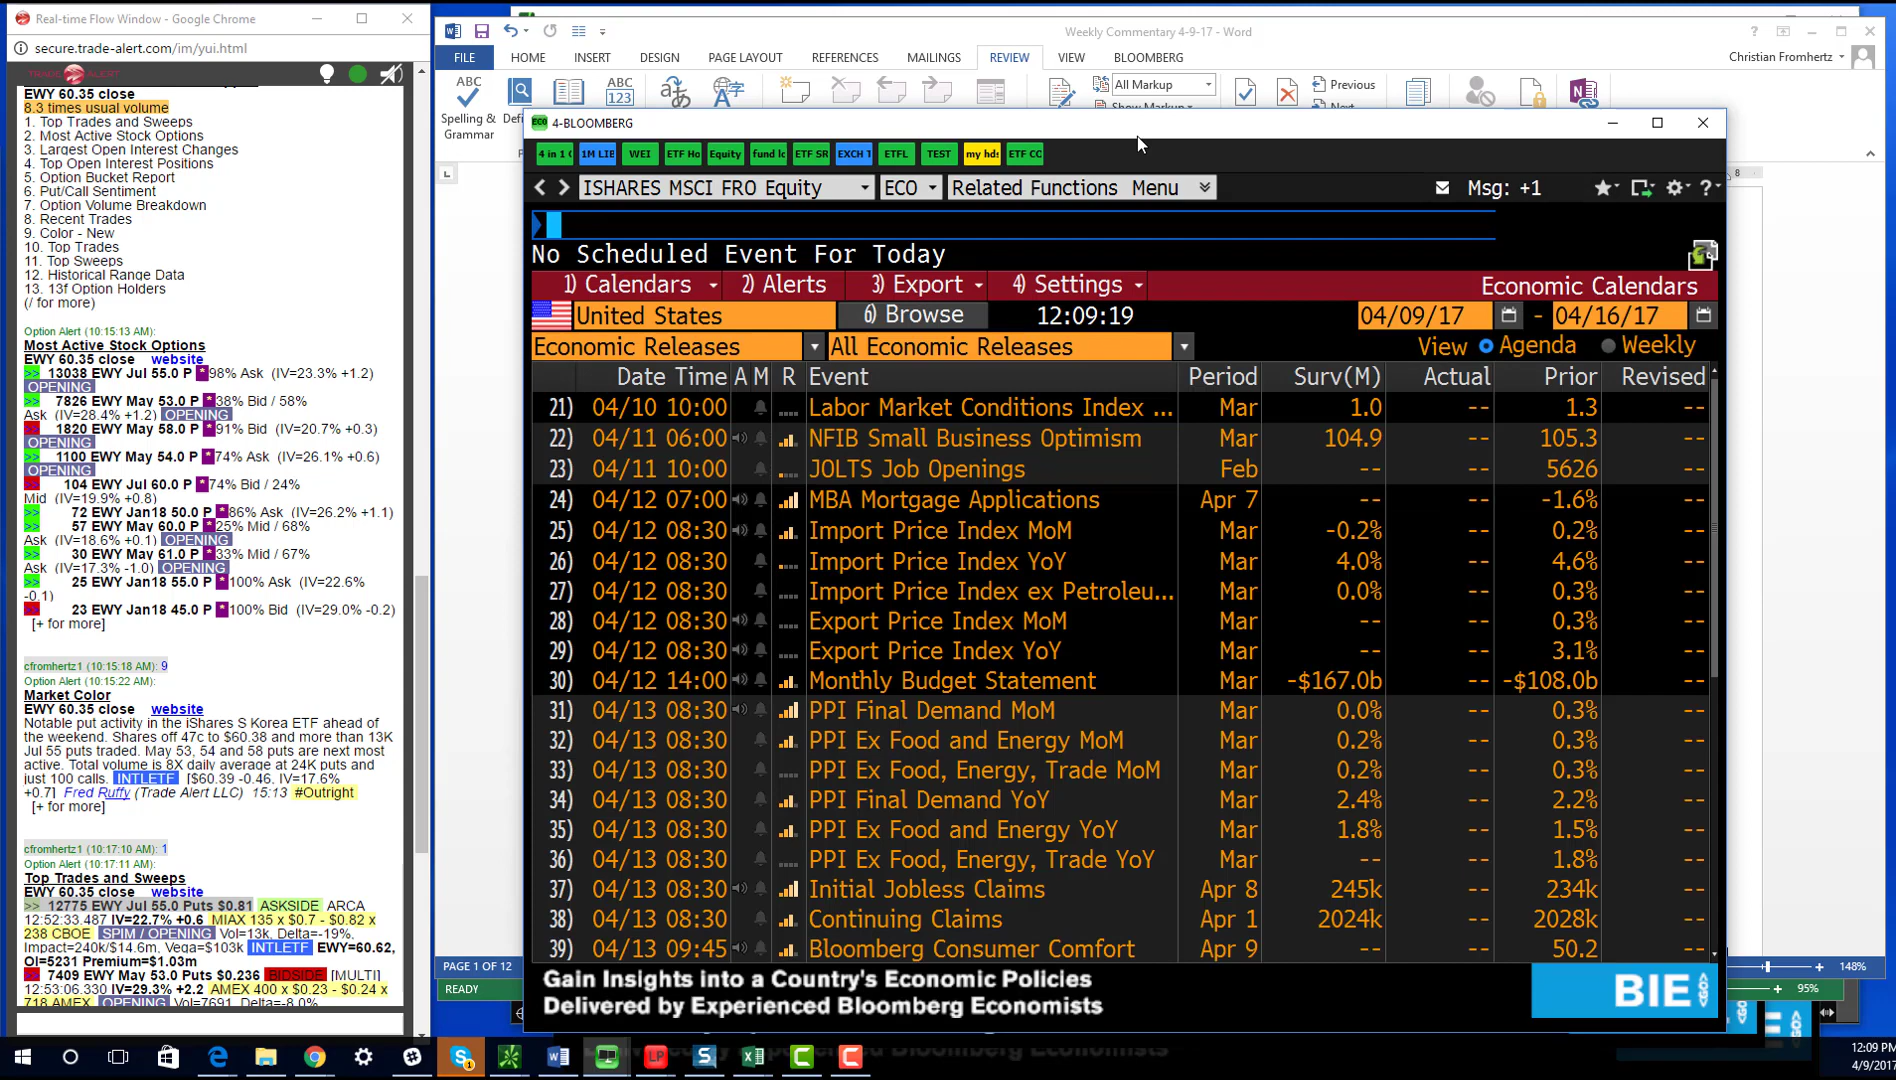 Real-time Flow Window - Google Chrome
secure.trade-alert.com/im/yui.html
EWY 60.35 close
8.3 times usual volume
1. Top Trades and Sweeps
2. Most Active Stock Options
3. Largest Open Interest Changes
4. Top Open Interest Positions
5. Option Bucket Report
6. Put/Call Sentiment
7. Option Volume Breakdown
8. Recent Trades
9. Color - New
10. Top Trades
11. Top Sweeps
12. Historical Range Data
13. 13f Option Holders
(/ for more)
Option Alert (10:15:13 AM):
Most Active Stock Options
EWY 60.35 close website
>> 13038 EWY Jul 55.0 P * 98% Ask (IV=23.3% +1.2)
OPENING
>> 7826 EWY May 53.0 P * 38% Bid / 58%
Ask (IV=28.4% +1.2) OPENING
>> 1820 EWY May 58.0 P * 91% Bid (IV=20.7% +0.3)
OPENING
>> 1100 EWY May 54.0 P * 74% Ask (IV=26.1% +0.6)
OPENING
>> 104 EWY Jul 60.0 P * 74% Bid / 24%
Mid (IV=19.9% +0.8)
>> 72 EWY Jan18 50.0 P * 86% Ask (IV=26.2% +1.1)
>> 57 EWY May 60.0 P * 25% Mid / 68%
Ask (IV=18.6% +0.1) OPENING
>> 30 EWY May 61.0 P * 33% Mid / 67%
Ask (IV=17.3% -1.0) OPENING
>> 25 EWY Jan18 55.0 P * 100% Ask (IV=22.6%
-0.1)
>> 23 EWY Jan18 45.0 P * 100% Bid (IV=29.0% -0.2)
[+ for more]
cfromhertz1 (10:15:18 AM): 9
Option Alert (10:15:22 AM):
Market Color
EWY 60.35 close website
Notable put activity in the iShares S Korea ETF ahead of
the weekend. Shares off 47c to $60.38 and more than 13K
Jul 55 puts traded. May 53, 54 and 58 puts are next most
active. Total volume is 8X daily average at 24K puts and
just 100 calls. INTLETF [$60.39 -0.46, IV=17.6%
+0.7] Fred Ruffy (Trade Alert LLC) 15:13 #Outright
[+ for more]
cfromhertz1 (10:17:10 AM): 1
Option Alert (10:17:11 AM):
Top Trades and Sweeps
EWY 60.35 close website
>> 12775 EWY Jul 55.0 Puts $0.81 ASKSIDE ARCA
12:52:33.487 IV=22.7% +0.6 MIAX 135 x $0.7 - $0.82 x
238 CBOE SPIM / OPENING Vol=13k, Delta=-19%,
Impact=240k/$14.6m, Vega=$103k INTLETF EWY=60.62,
OI=5231 Premium=$1.03m
>> 7409 EWY May 53.0 Puts $0.236 BIDSIDE [MULTI]
12:53:06.330 IV=29.3% +2.2 AMEX 400 x $0.23 - $0.24 x
718 AMEX OPENING Vol=7691, Delta=-8.0%,
Weekly Commentary 4-9-17 - Word
FILE HOME INSERT DESIGN PAGE LAYOUT REFERENCES MAILINGS REVIEW VIEW BLOOMBERG
Christian Fromhertz
ABC ABC 123 All Markup Previous
Spelling & Grammar
Show Markup Next
4-BLOOMBERG
1M LIB WEI ETF Ho Equity fund lc ETF SR EXCH T ETFL TEST my hds ETF CC
ISHARES MSCI FRO Equity ECO Related Functions Menu Msg: +1
No Scheduled Event For Today
1) Calendars 2) Alerts 3) Export 4) Settings Economic Calendars
United States 6) Browse 12:09:19 04/09/17 - 04/16/17
Economic Releases All Economic Releases View Agenda Weekly
Date Time A M R Event Period Surv(M) Actual Prior Revised
21) 04/10 10:00 Labor Market Conditions Index ... Mar 1.0 -- 1.3 --
22) 04/11 06:00 NFIB Small Business Optimism Mar 104.9 -- 105.3 --
23) 04/11 10:00 JOLTS Job Openings Feb -- -- 5626 --
24) 04/12 07:00 MBA Mortgage Applications Apr 7 -- -- -1.6% --
25) 04/12 08:30 Import Price Index MoM Mar -0.2% -- 0.2% --
26) 04/12 08:30 Import Price Index YoY Mar 4.0% -- 4.6% --
27) 04/12 08:30 Import Price Index ex Petroleu... Mar 0.0% -- 0.3% --
28) 04/12 08:30 Export Price Index MoM Mar -- -- 0.3% --
29) 04/12 08:30 Export Price Index YoY Mar -- -- 3.1% --
30) 04/12 14:00 Monthly Budget Statement Mar -$167.0b -- -$108.0b --
31) 04/13 08:30 PPI Final Demand MoM Mar 0.0% -- 0.3% --
32) 04/13 08:30 PPI Ex Food and Energy MoM Mar 0.2% -- 0.3% --
33) 04/13 08:30 PPI Ex Food, Energy, Trade MoM Mar 0.2% -- 0.3% --
34) 04/13 08:30 PPI Final Demand YoY Mar 2.4% -- 2.2% --
35) 04/13 08:30 PPI Ex Food and Energy YoY Mar 1.8% -- 1.5% --
36) 04/13 08:30 PPI Ex Food, Energy, Trade YoY Mar -- -- 1.8% --
37) 04/13 08:30 Initial Jobless Claims Apr 8 245k -- 234k --
38) 04/13 08:30 Continuing Claims Apr 1 2024k -- 2028k --
39) 04/13 09:45 Bloomberg Consumer Comfort Apr 9 -- -- 50.2 --
Gain Insights into a Country's Economic Policies
Delivered by Experienced Bloomberg Economists
BIE <GO>
PAGE 1 OF 12 148%
READY 95%
12:09 PM
4/9/2017